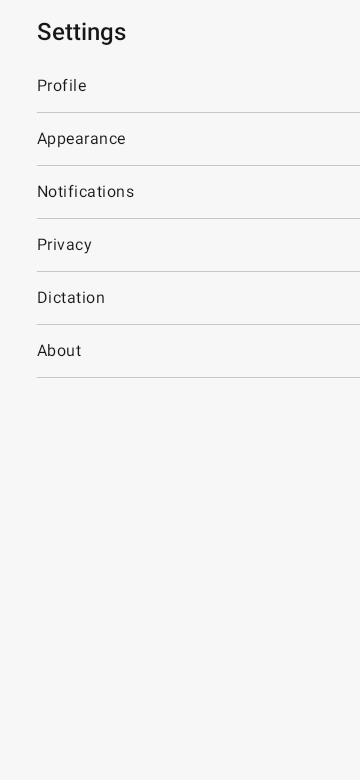 Settings
Profile
Appearance
Notifications
Privacy
Dictation
About